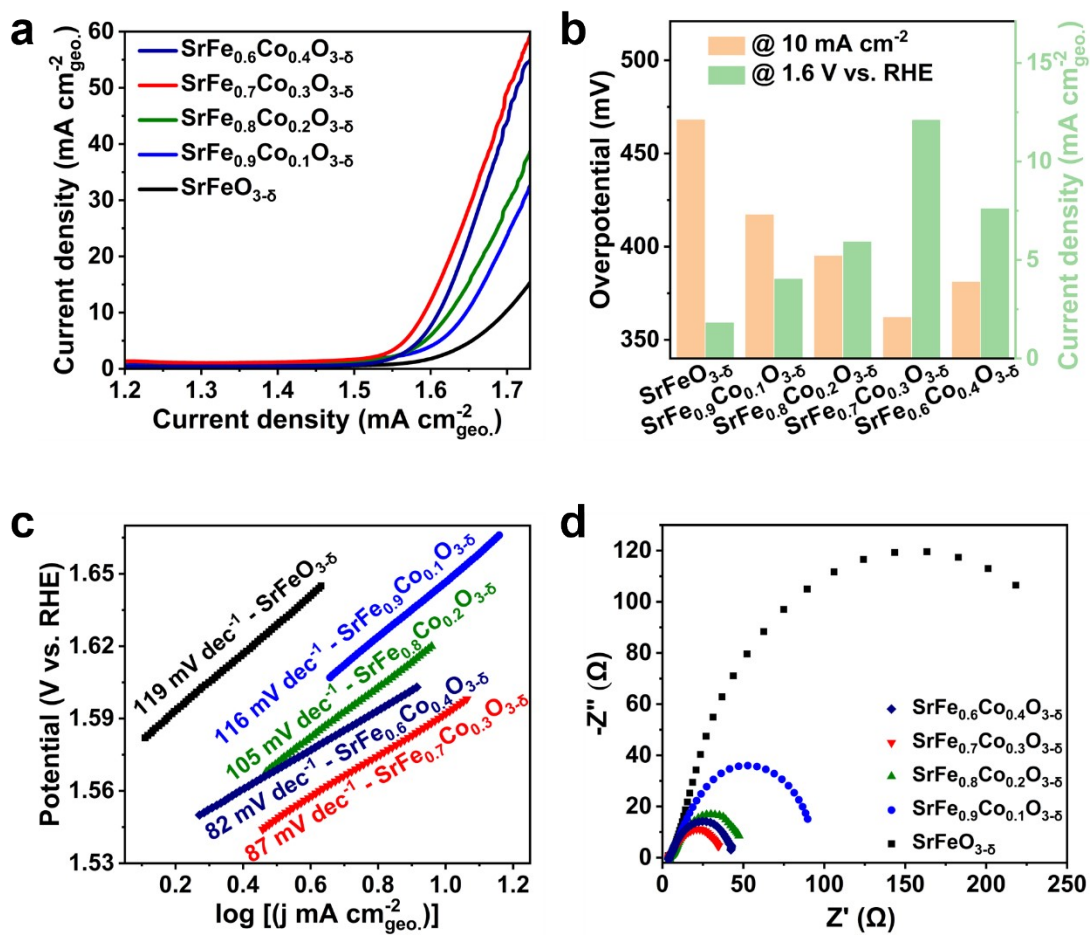 a
60
50
40
30
20
10
0
1.2 1.3 1.4 1.5 1.6 1.7
Current density (mA cm⁻²geo.)
Current density (mA cm⁻²geo.)
SrFe0.6Co0.4O3-δ
SrFe0.7Co0.3O3-δ
SrFe0.8Co0.2O3-δ
SrFe0.9Co0.1O3-δ
SrFeO3-δ
b
500
450
400
350
Overpotential (mV)
@ 10 mA cm⁻²
@ 1.6 V vs. RHE
15
10
5
0
Current density (mA cm⁻²geo.)
SrFeO3-δ
SrFe0.9Co0.1O3-δ
SrFe0.8Co0.2O3-δ
SrFe0.7Co0.3O3-δ
SrFe0.6Co0.4O3-δ
c
1.65
1.62
1.59
1.56
1.53
Potential (V vs. RHE)
119 mV dec⁻¹ - SrFeO3-δ
116 mV dec⁻¹ - SrFe0.9Co0.1O3-δ
105 mV dec⁻¹ - SrFe0.8Co0.2O3-δ
82 mV dec⁻¹ - SrFe0.6Co0.4O3-δ
87 mV dec⁻¹ - SrFe0.7Co0.3O3-δ
0.2 0.4 0.6 0.8 1.0 1.2
log [(j mA cm⁻²geo.)]
d
120
100
80
60
40
20
0
-Z'' (Ω)
SrFe0.6Co0.4O3-δ
SrFe0.7Co0.3O3-δ
SrFe0.8Co0.2O3-δ
SrFe0.9Co0.1O3-δ
SrFeO3-δ
0 50 100 150 200 250
Z' (Ω)